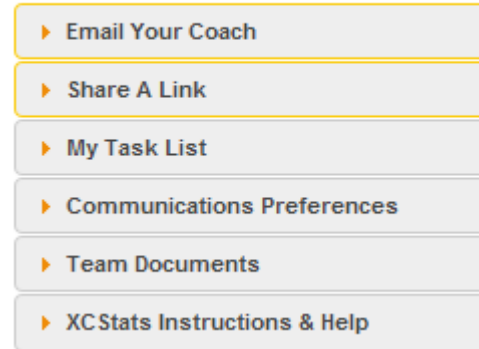 Email Your Coach
Share A Link
My Task List
Communications Preferences
Team Documents
XCStats Instructions & Help